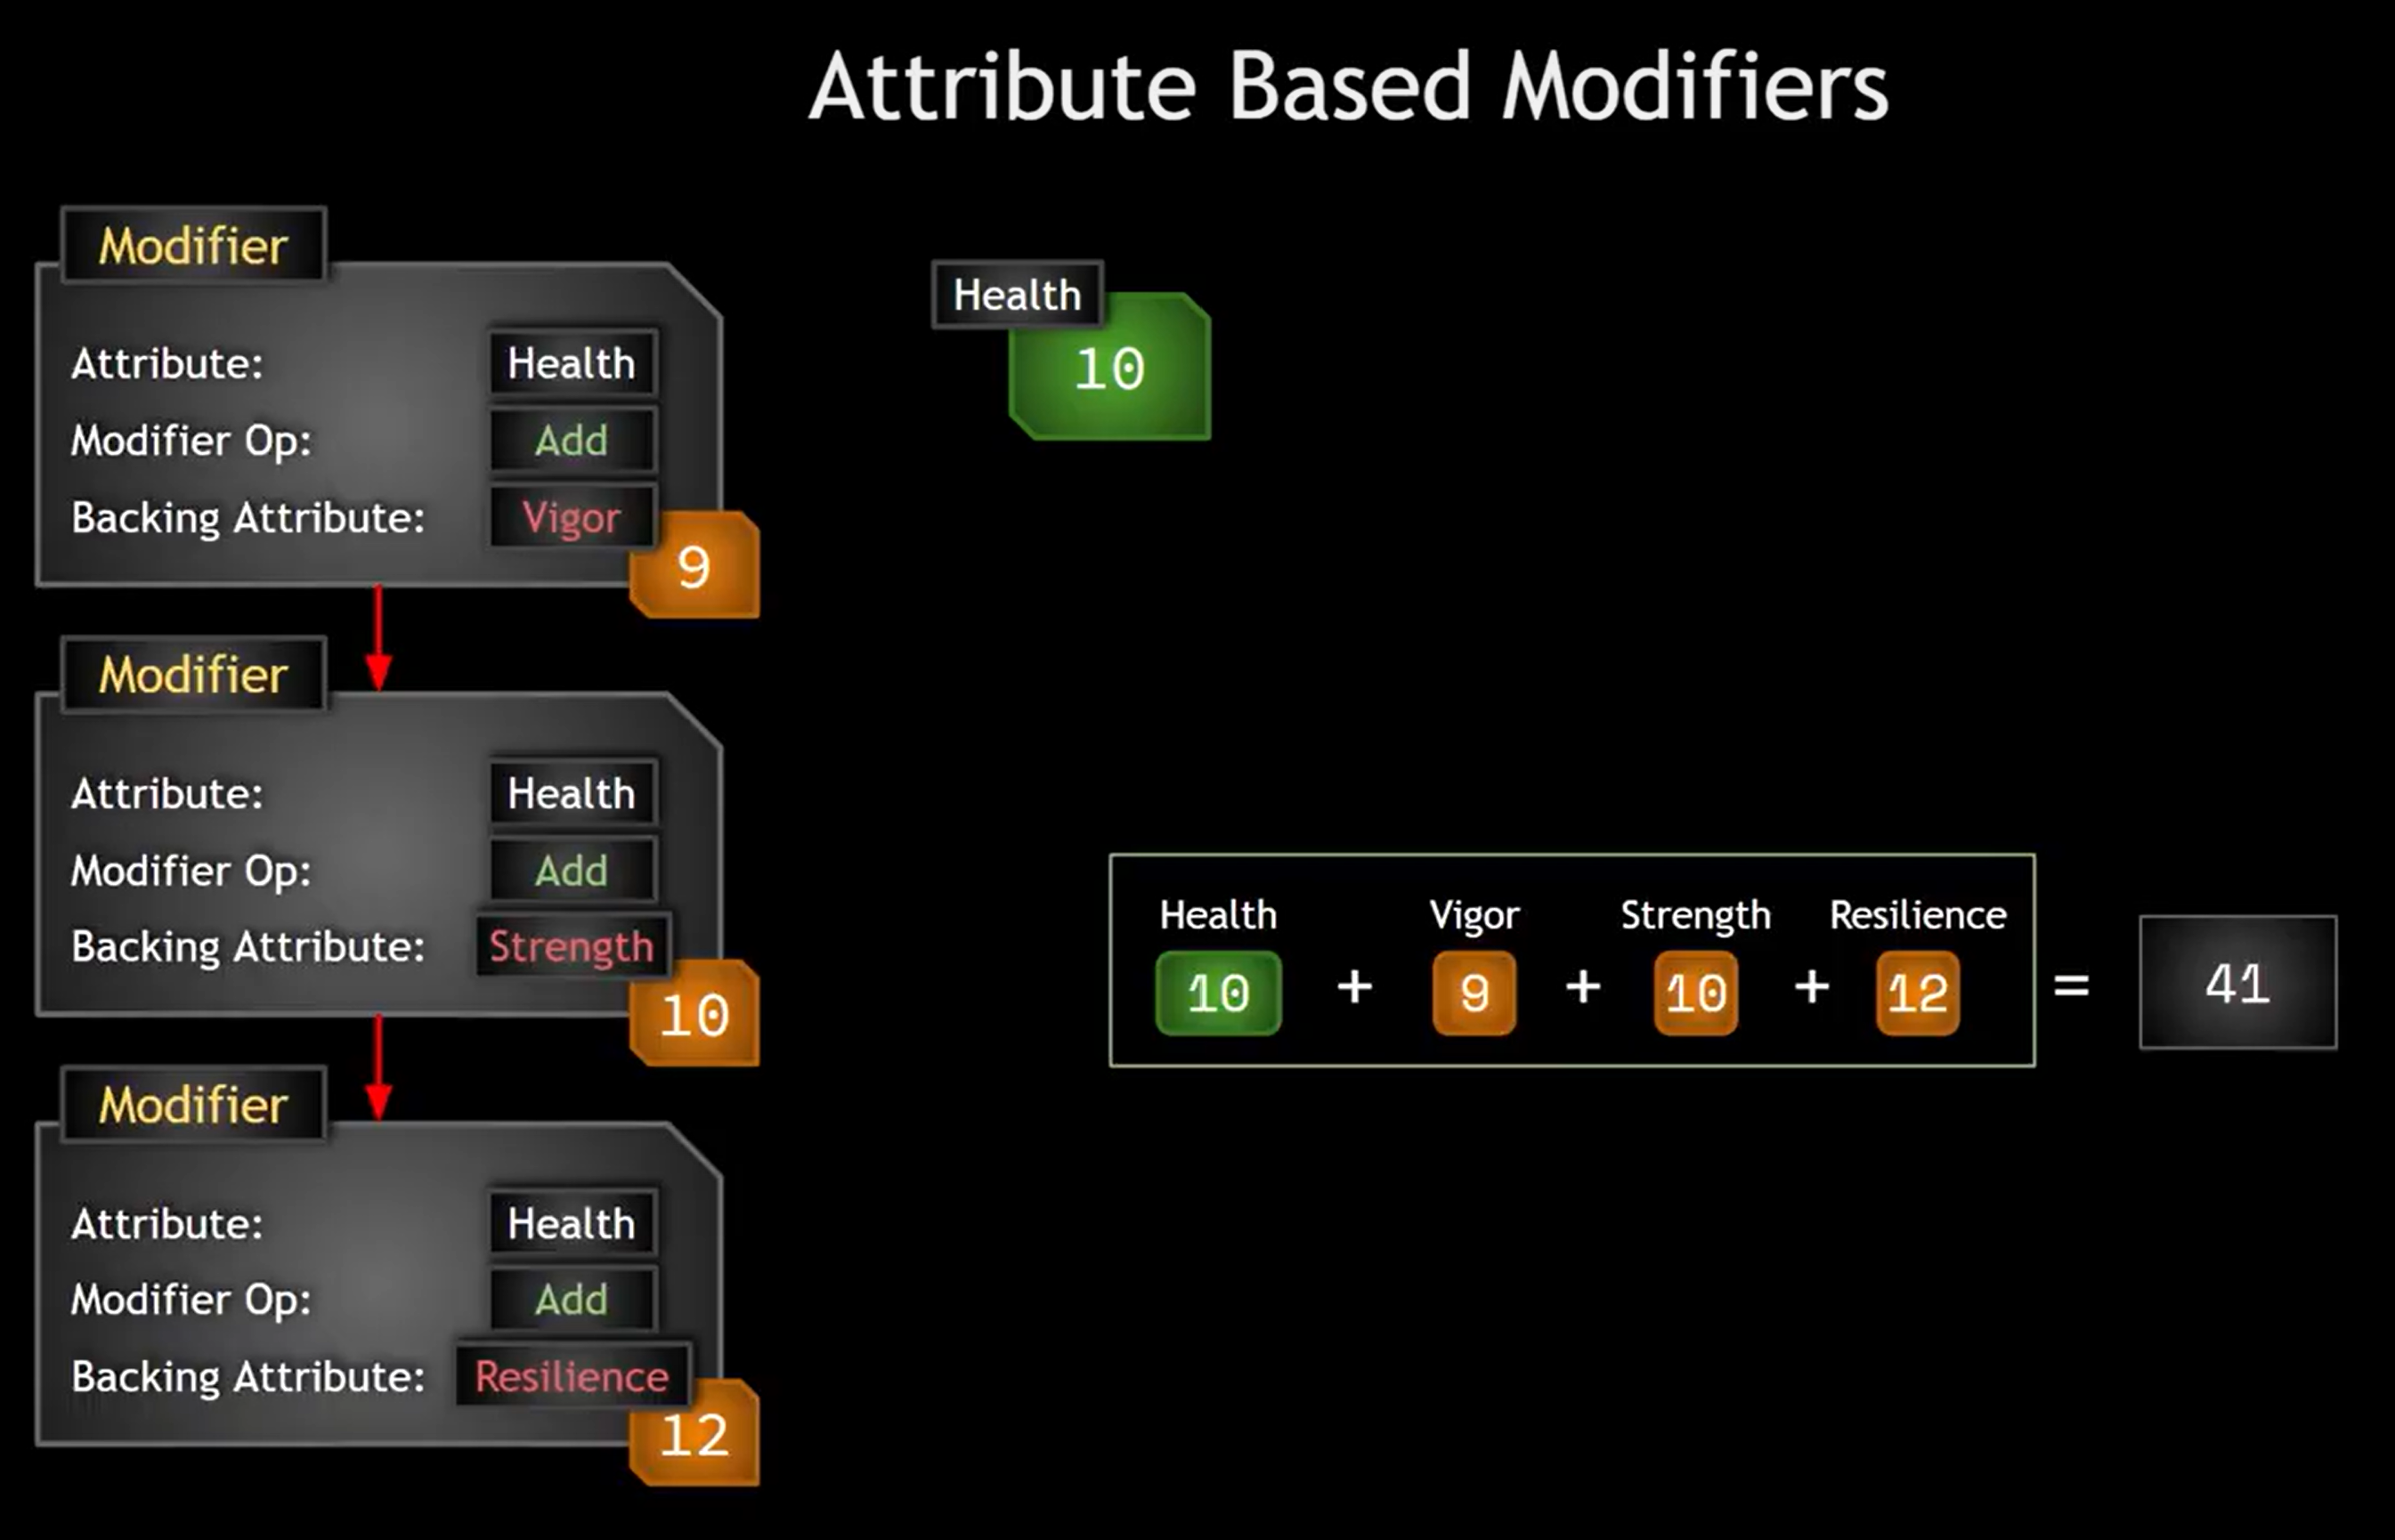 Attribute Based Modifiers
Modifier
Attribute: Health
Modifier Op: Add
Backing Attribute: Vigor
9
Modifier
Attribute: Health
Modifier Op: Add
Backing Attribute: Strength
10
Modifier
Attribute: Health
Modifier Op: Add
Backing Attribute: Resilience
12
Health
10
Health Vigor Strength Resilience
10 + 9 + 10 + 12 = 41